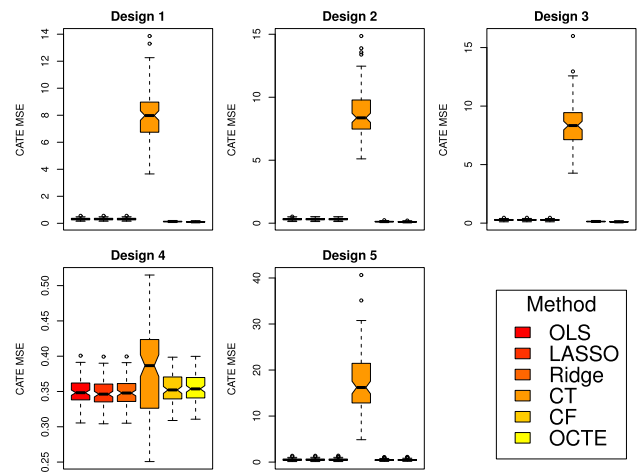 Design 1
Design 2
Design 3
CATE MSE
0
2
4
6
8
10
12
14
CATE MSE
0
5
10
15
CATE MSE
0
5
10
15
Design 4
Design 5
CATE MSE
0.25
0.30
0.35
0.40
0.45
0.50
CATE MSE
0
10
20
30
40
Method
OLS
LASSO
Ridge
CT
CF
OCTE